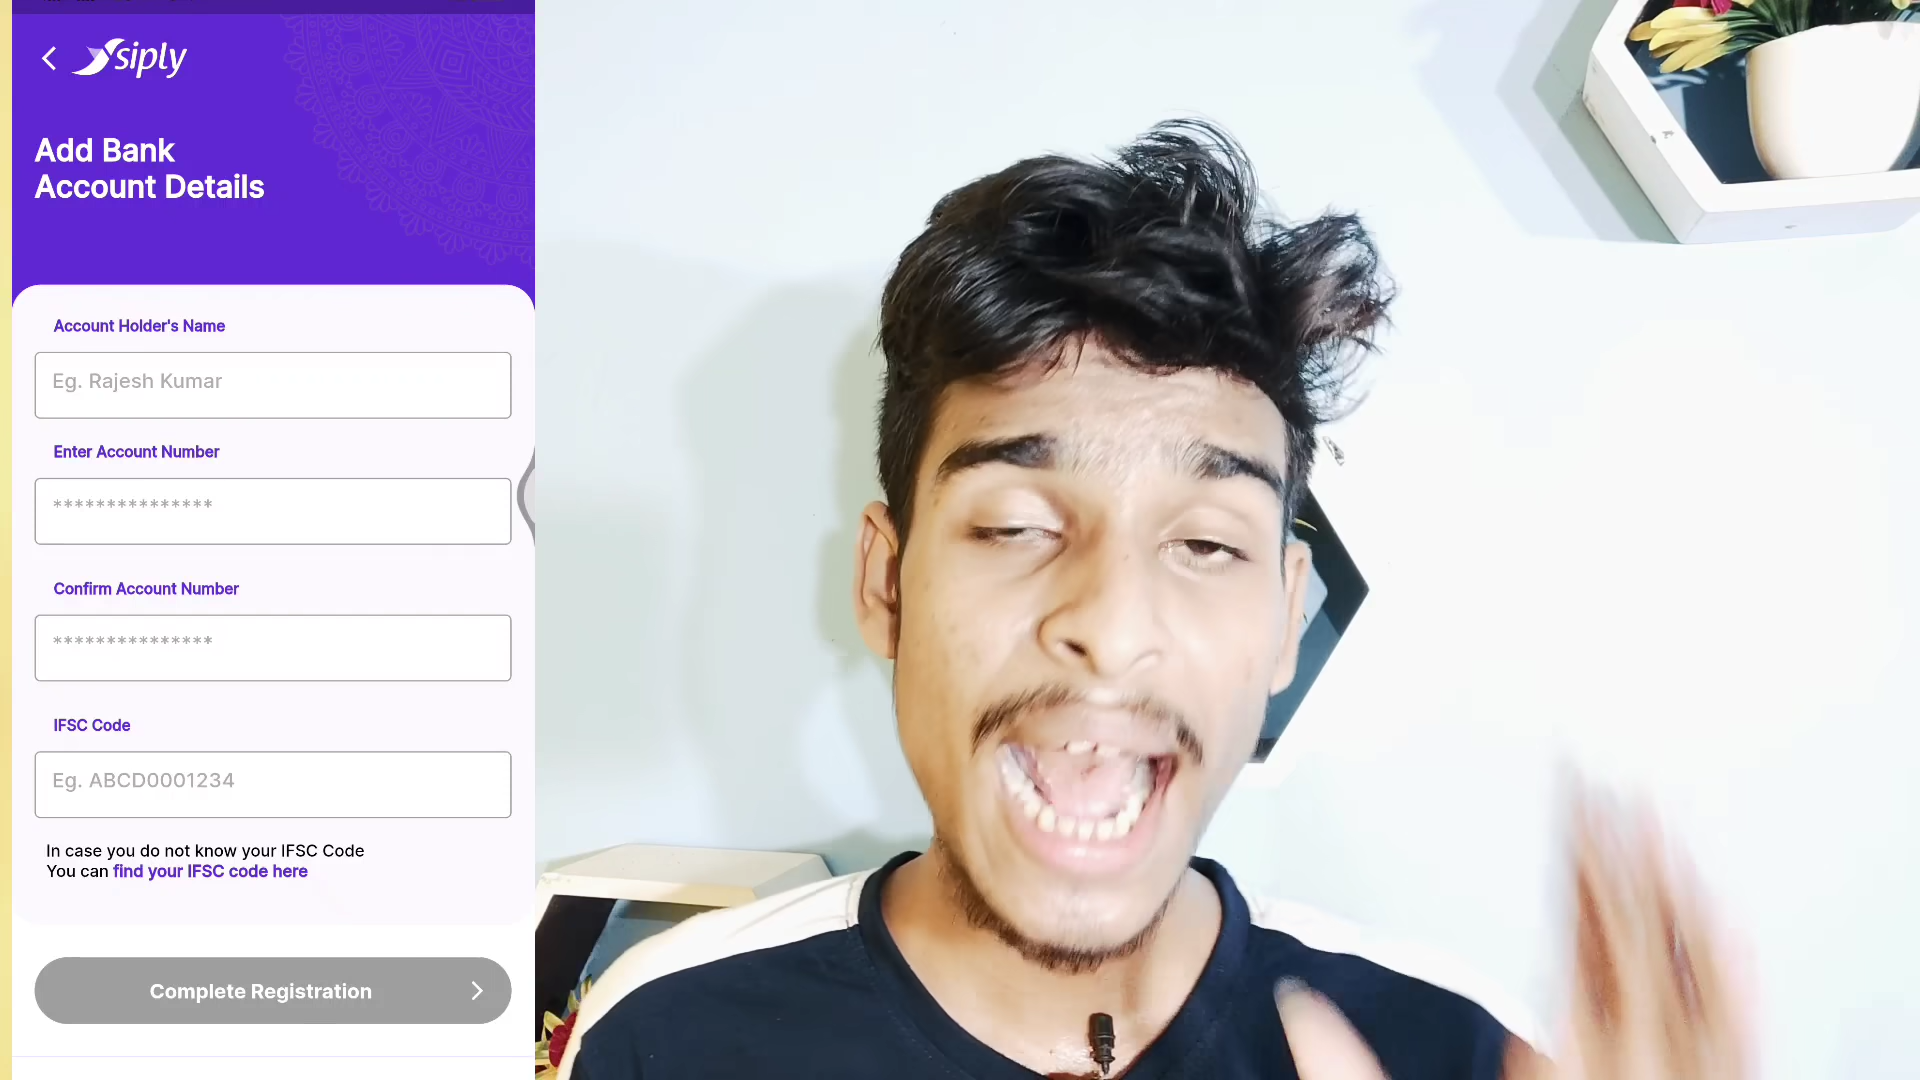 siply
Add Bank
Account Details
Account Holder's Name
Eg. Rajesh Kumar
Enter Account Number
***************
Confirm Account Number
***************
IFSC Code
Eg. ABCD0001234
In case you do not know your IFSC Code
You can find your IFSC code here
Complete Registration